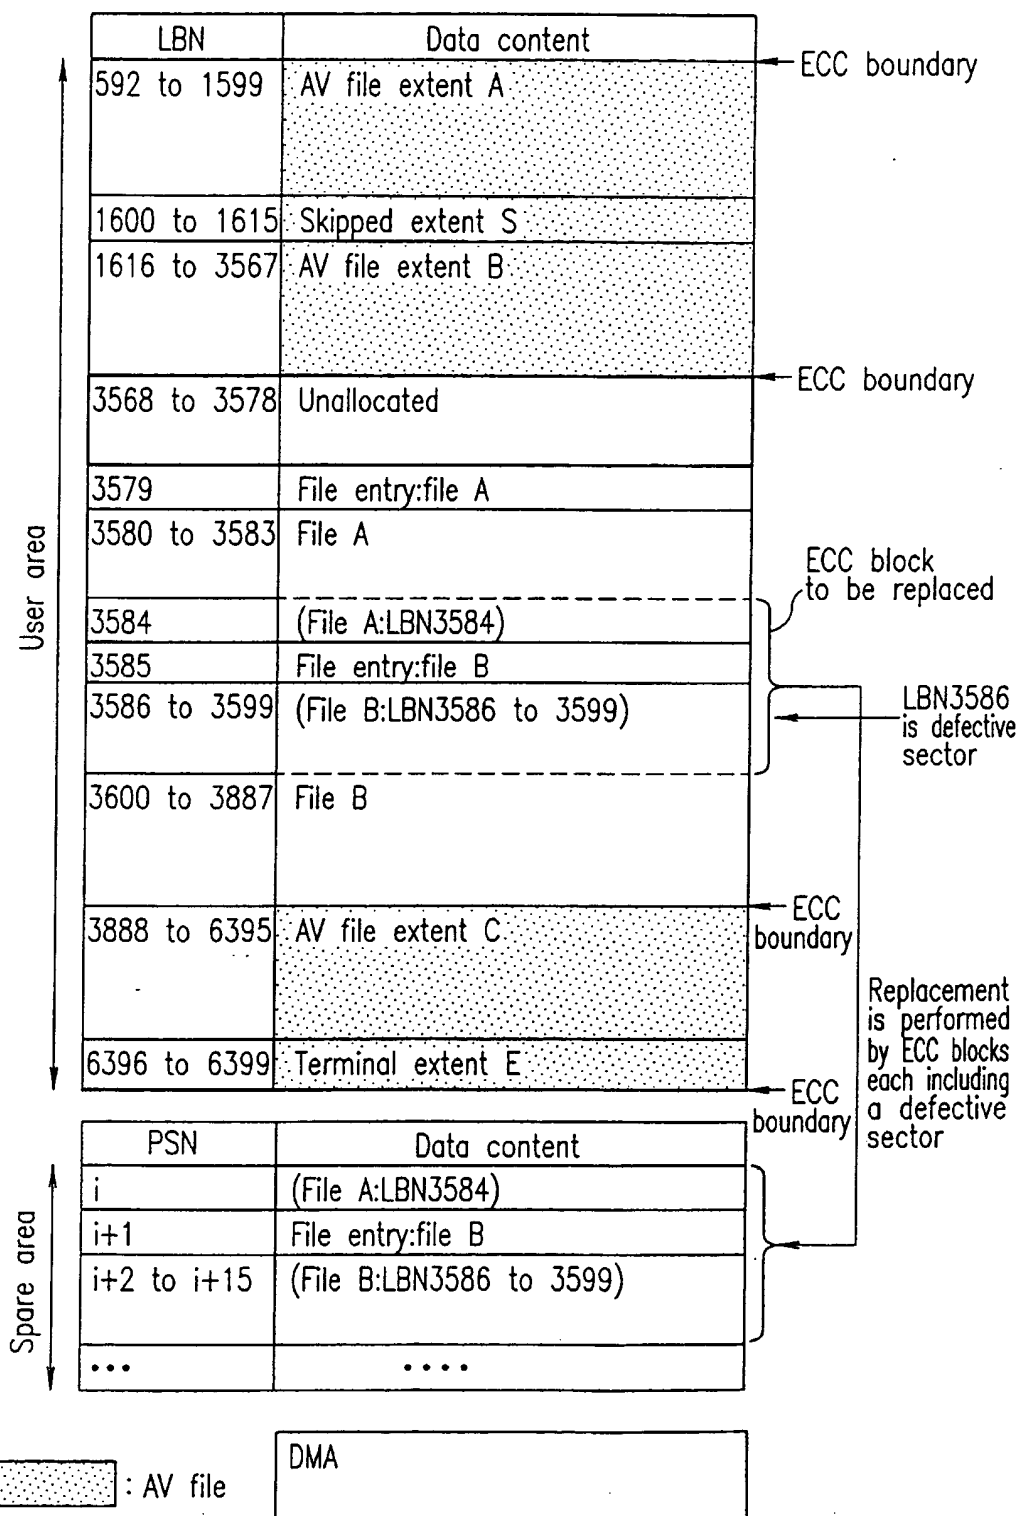 LBN Data content
ECC boundary
592 to 1599 AV file extent A
1600 to 1615 Skipped extent S
1616 to 3567 AV file extent B
ECC boundary
3568 to 3578 Unallocated
3579 File entry:file A
3580 to 3583 File A
ECC block
to be replaced
3584 (File A:LBN3584)
3585 File entry:file B
3586 to 3599 (File B:LBN3586 to 3599)
LBN3586
is defective
sector
3600 to 3887 File B
ECC
boundary
3888 to 6395 AV file extent C
6396 to 6399 Terminal extent E
ECC
boundary
User area
Replacement
is performed
by ECC blocks
each including
a defective
sector
PSN Data content
i (File A:LBN3584)
i+1 File entry:file B
i+2 to i+15 (File B:LBN3586 to 3599)
••• ••••
Spare area
: AV file
DMA